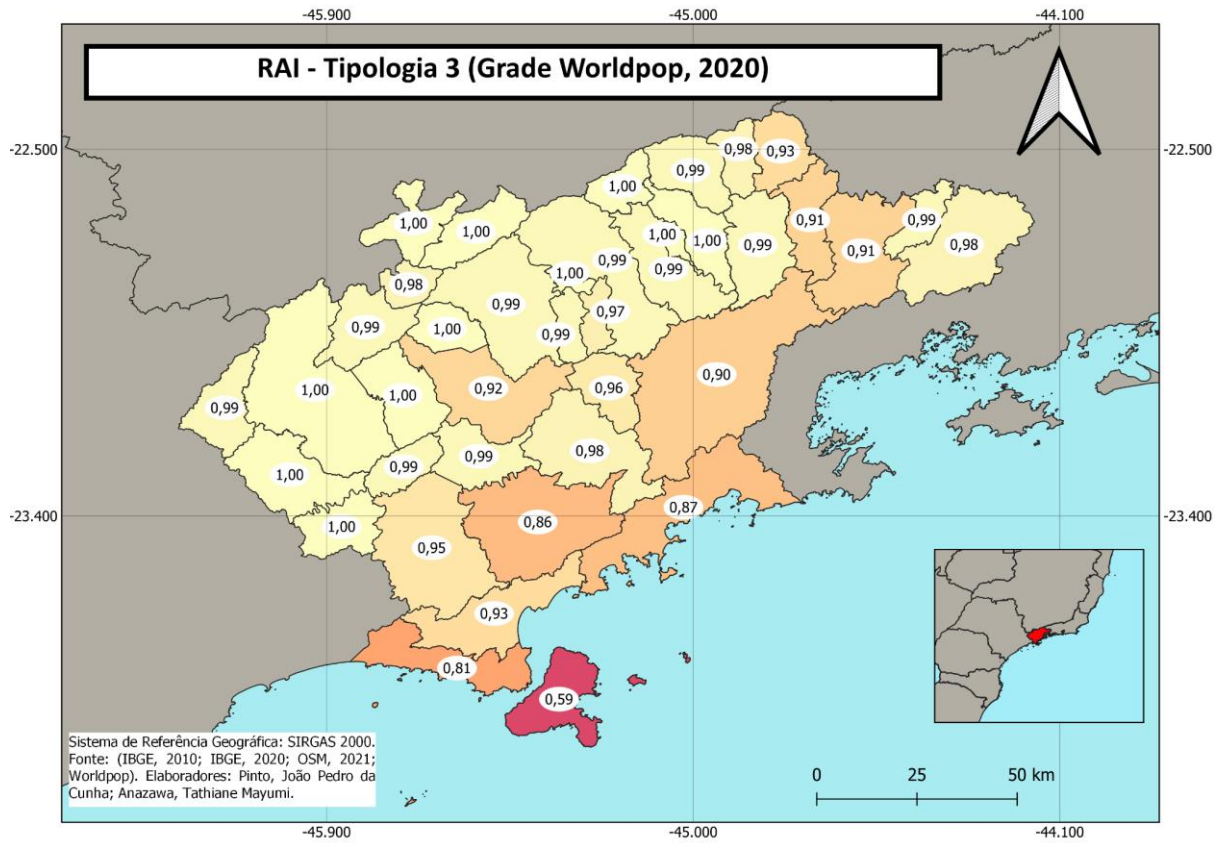 -45.900 -45.000 -44.100
RAI - Tipologia 3 (Grade Worldpop, 2020)
-22.500 -22.500
0,98 0,93
0,99
1,00
1,00 1,00 0,91 0,99
1,00 1,00 0,99 0,91 0,98
0,99 0,99
1,00
0,98
0,99 0,97
0,99 1,00 0,99
0,90
0,92 0,96
1,00 1,00
0,99
0,99 0,98
1,00 0,99
0,87
-23.400 1,00 0,86 -23.400
0,95
0,93
0,81
0,59
Sistema de Referência Geográfica: SIRGAS 2000.
Fonte: (IBGE, 2010; IBGE, 2020; OSM, 2021;
Worldpop). Elaboradores: Pinto, João Pedro da
Cunha; Anazawa, Tathiane Mayumi.
0 25 50 km
-45.900 -45.000 -44.100